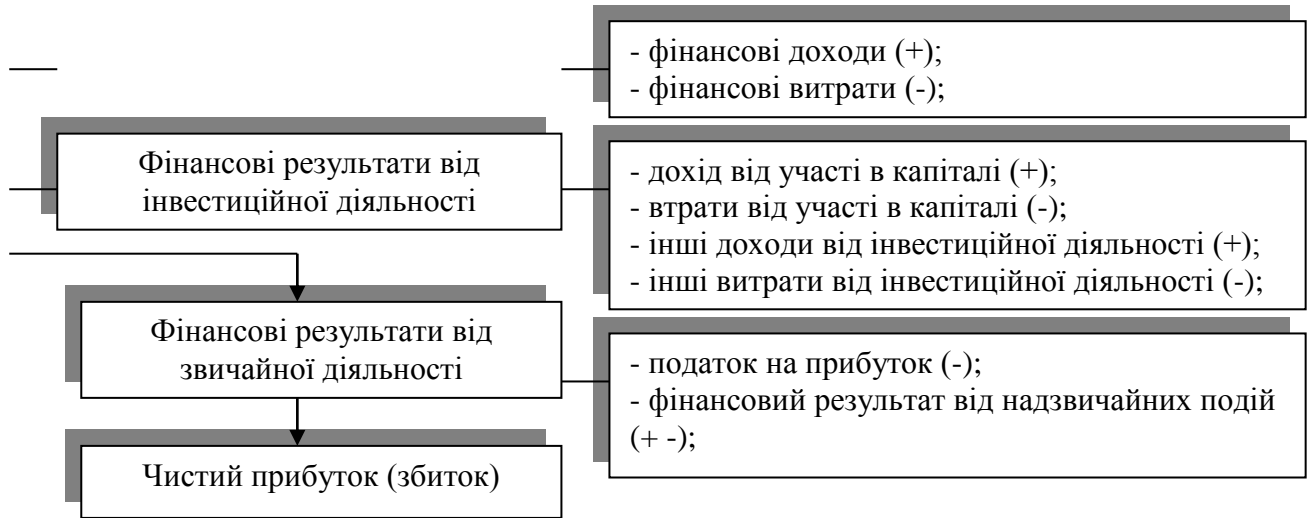 - фінансові доходи (+);
- фінансові витрати (-);
Фінансові результати від
інвестиційної діяльності
- дохід від участі в капіталі (+);
- втрати від участі в капіталі (-);
- інші доходи від інвестиційної діяльності (+);
- інші витрати від інвестиційної діяльності (-);
Фінансові результати від
звичайної діяльності
- податок на прибуток (-);
- фінансовий результат від надзвичайних подій
(+ -);
Чистий прибуток (збиток)